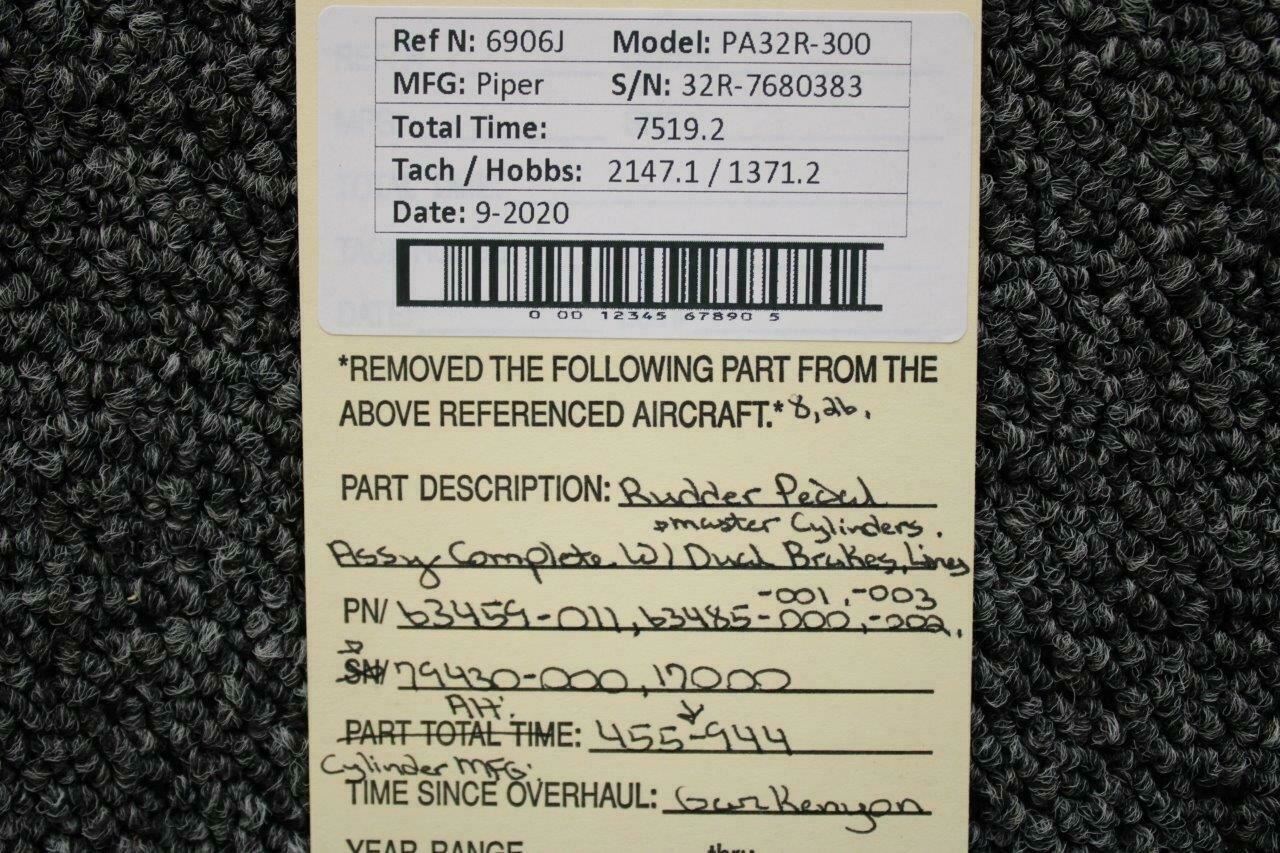 Ref N: 6906J Model: PA32R-300
MFG: Piper S/N: 32R-7680383
Total Time: 7519.2
Tach / Hobbs: 2147.1 / 1371.2
Date: 9-2020
0 00 12345 67890 5
*REMOVED THE FOLLOWING PART FROM THE
ABOVE REFERENCED AIRCRAFT.* 8,26.
PART DESCRIPTION: Rudder Pedal
master Cylinders.
Assy Complete W/ Dual Brakes, Lines
-001, -003
PN/ 63459-011, 63485-000, -002.
SN/ 79430-000, 17000
Alt.
PART TOTAL TIME: 455-944
Cylinder MFG.
TIME SINCE OVERHAUL: Gar Kenyon
YEAR RANGE thru